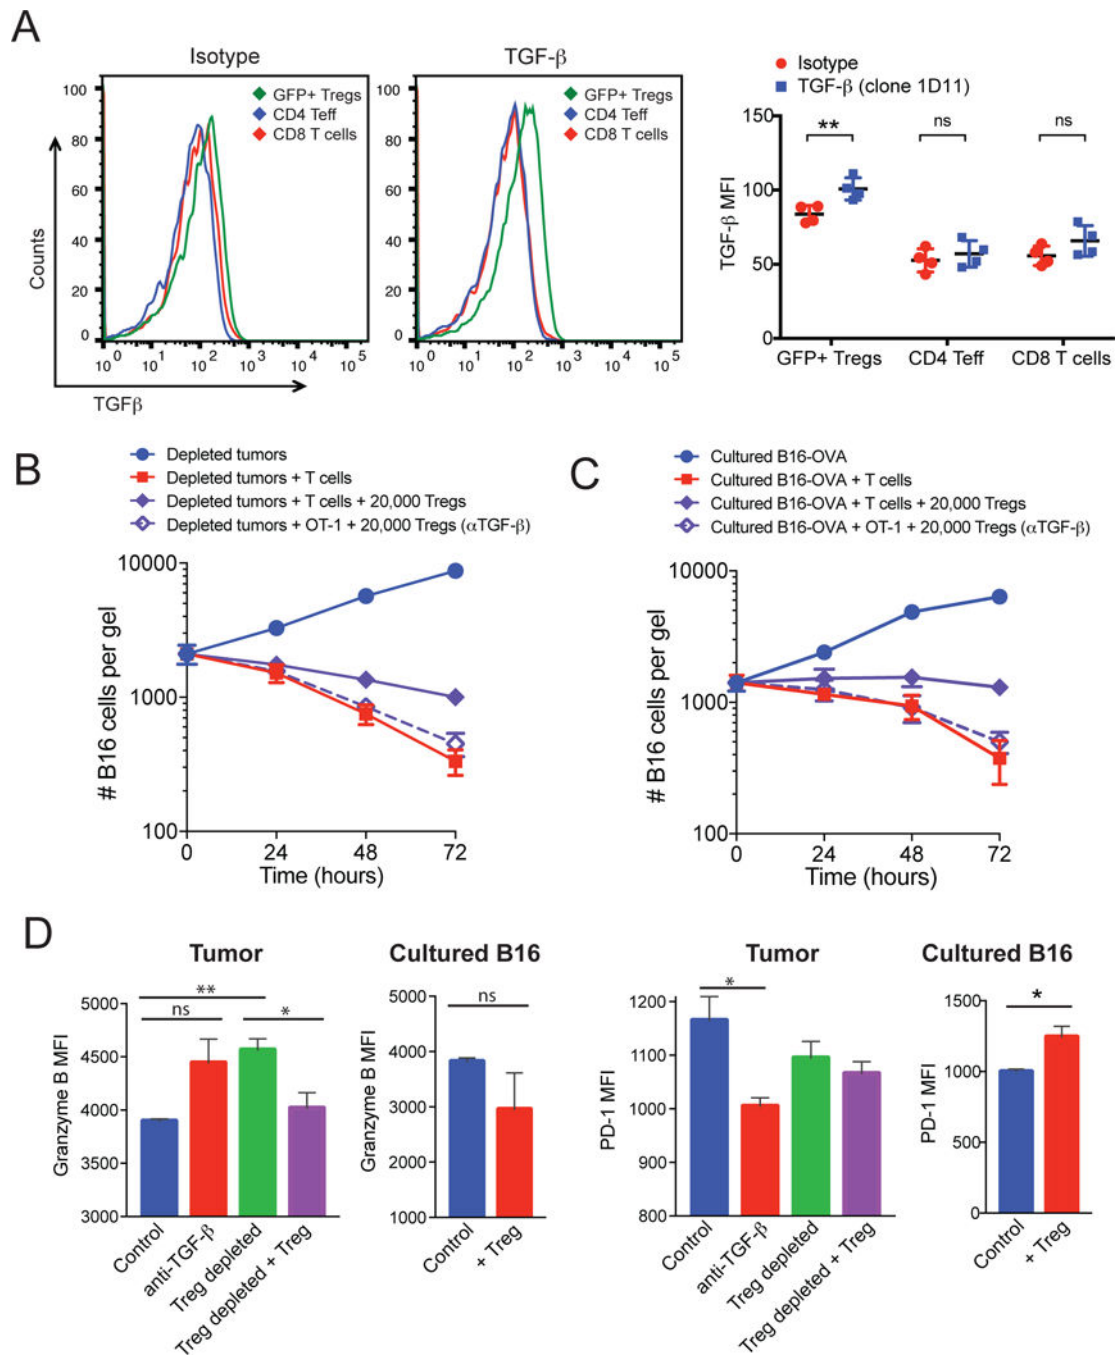 A
Isotype
100
80
60
40
20
0
GFP+ Tregs
CD4 Teff
CD8 T cells
10^0 10^1 10^2 10^3 10^4 10^5
Counts
TGFβ
TGF-β
100
80
60
40
20
0
GFP+ Tregs
CD4 Teff
CD8 T cells
10^0 10^1 10^2 10^3 10^4 10^5
Isotype
TGF-β (clone 1D11)
150
100
50
0
TGF-β MFI
** ns ns
GFP+ Tregs CD4 Teff CD8 T cells
B
Depleted tumors
Depleted tumors + T cells
Depleted tumors + T cells + 20,000 Tregs
Depleted tumors + OT-1 + 20,000 Tregs (αTGF-β)
10000
1000
100
# B16 cells per gel
0 24 48 72
Time (hours)
C
Cultured B16-OVA
Cultured B16-OVA + T cells
Cultured B16-OVA + T cells + 20,000 Tregs
Cultured B16-OVA + OT-1 + 20,000 Tregs (αTGF-β)
10000
1000
100
# B16 cells per gel
0 24 48 72
Time (hours)
D
Tumor
**
ns *
5000
4500
4000
3500
3000
Granzyme B MFI
Control
anti-TGF-β
Treg depleted
Treg depleted + Treg
Cultured B16
ns
5000
4000
3000
2000
1000
Granzyme B MFI
Control
+ Treg
Tumor
*
1200
1100
1000
900
800
PD-1 MFI
Control
anti-TGF-β
Treg depleted
Treg depleted + Treg
Cultured B16
*
1500
1000
500
0
PD-1 MFI
Control
+ Treg